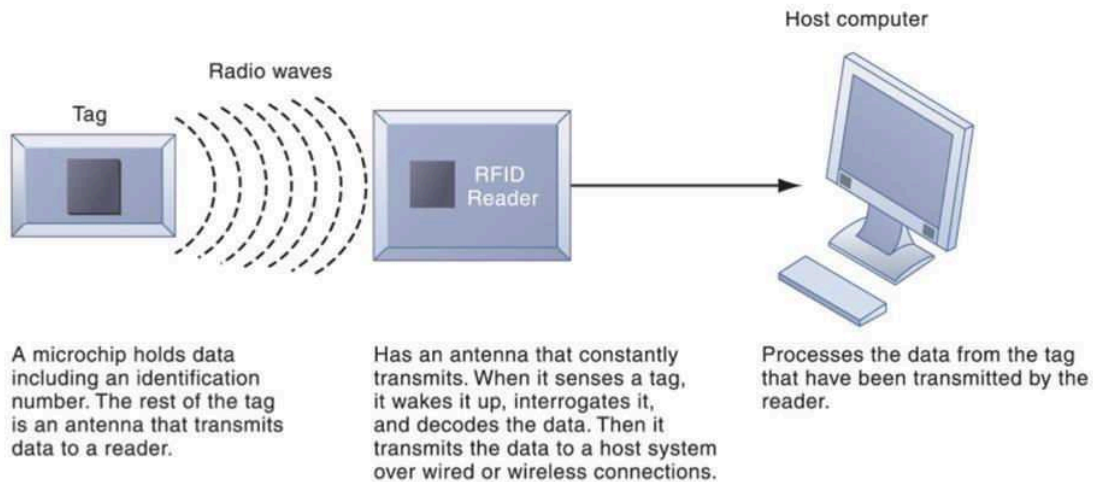 Host computer
Radio waves
Tag
RFID
Reader
A microchip holds data
including an identification
number. The rest of the tag
is an antenna that transmits
data to a reader.
Has an antenna that constantly
transmits. When it senses a tag,
it wakes it up, interrogates it,
and decodes the data. Then it
transmits the data to a host system
over wired or wireless connections.
Processes the data from the tag
that have been transmitted by the
reader.